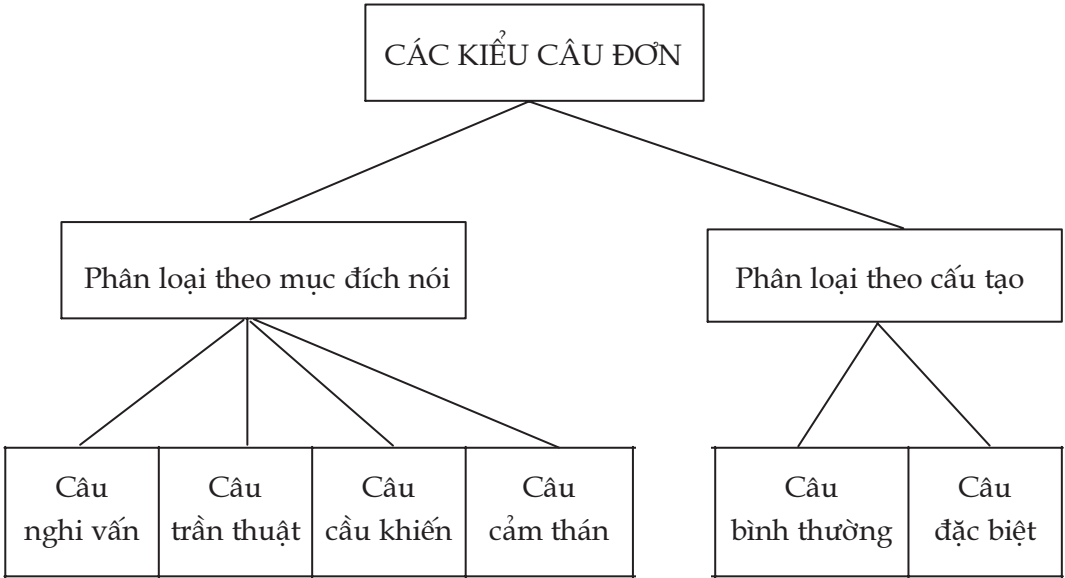 CÁC KIỂU CÂU ĐƠN
Phân loại theo mục đích nói
Phân loại theo cấu tạo
Câu
nghi vấn
Câu
trần thuật
Câu
cầu khiến
Câu
cảm thán
Câu
bình thường
Câu
đặc biệt